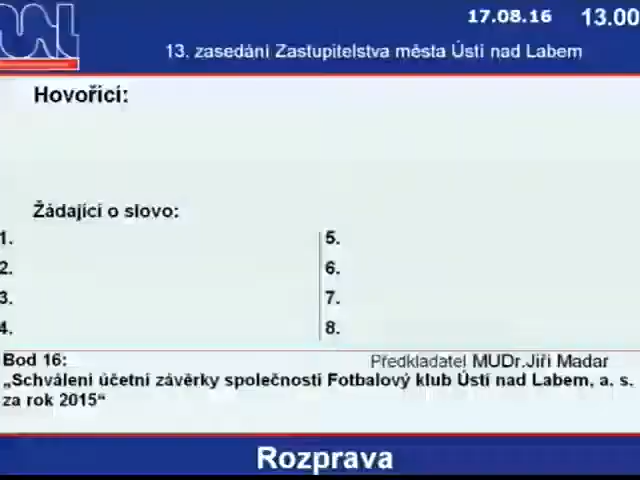 17.08.16 13.00
13. zasedání Zastupitelstva města Ústí nad Labem
Hovořící:
Žádající o slovo:
1.
2.
3.
4.
5.
6.
7.
8.
Bod 16: Předkladatel MUDr.Jiří Madar
„Schválení účetní závěrky společnosti Fotbalový klub Ústí nad Labem, a. s.
za rok 2015“
Rozprava